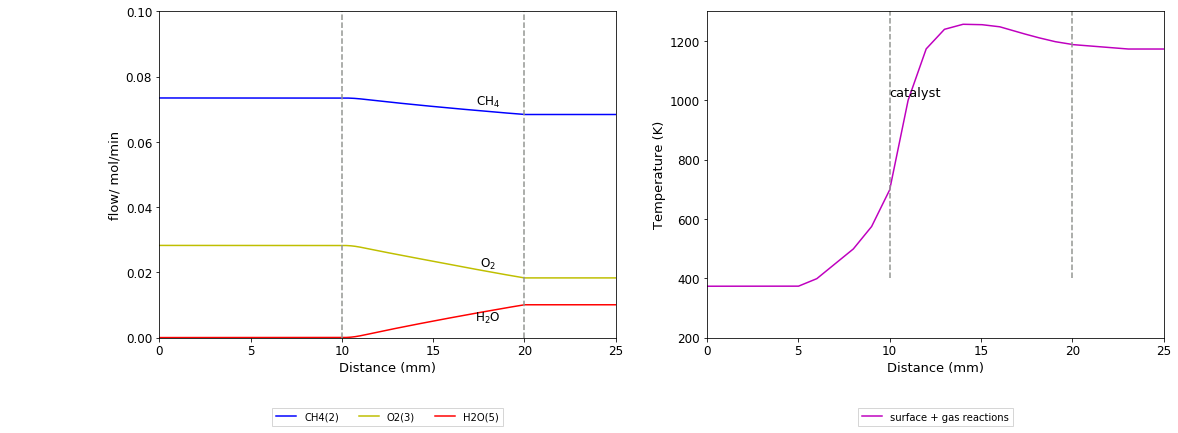 0.10
0.08
0.06
0.04
0.02
0.00
flow/ mol/min
CH₄
O₂
H₂O
0 5 10 15 20 25
Distance (mm)
CH4(2) O2(3) H2O(5)
1200
1000
800
600
400
200
Temperature (K)
catalyst
0 5 10 15 20 25
Distance (mm)
surface + gas reactions